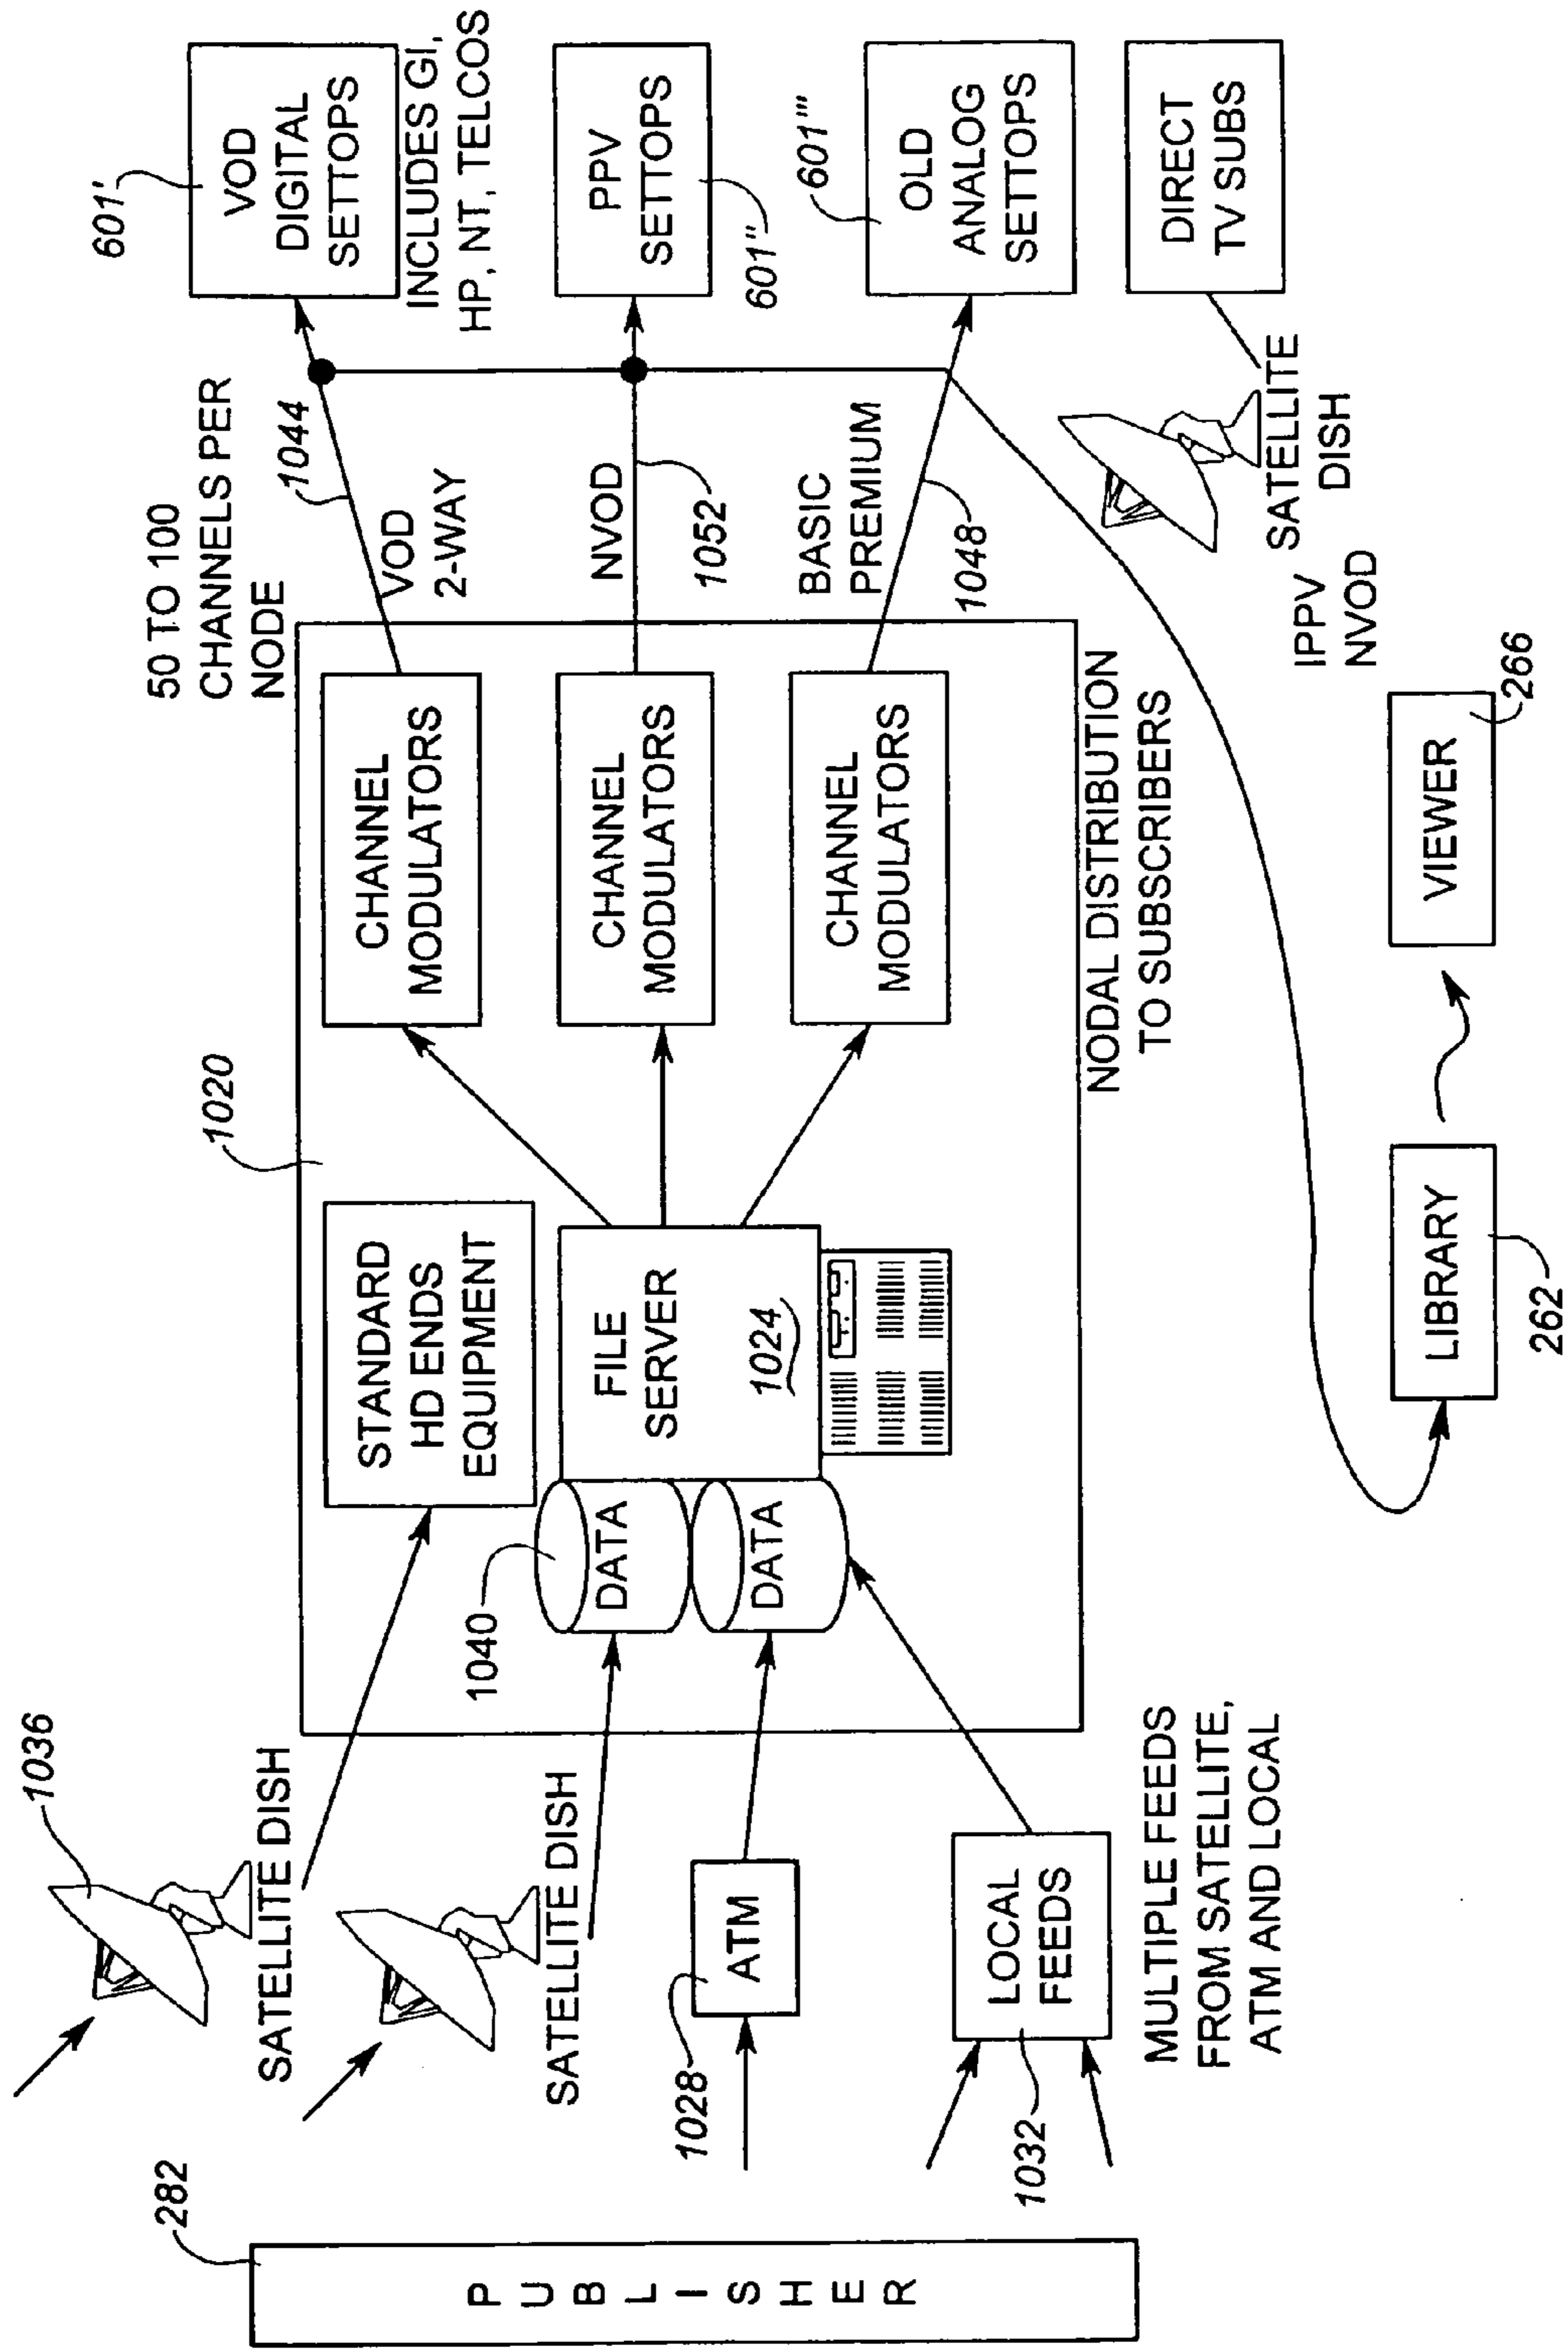 282
PUBLISHER
1036
SATELLITE DISH
SATELLITE DISH
1028
ATM
1032
LOCAL
FEEDS
MULTIPLE FEEDS
FROM SATELLITE,
ATM AND LOCAL
1020
STANDARD
HD ENDS
EQUIPMENT
1040
DATA
DATA
FILE
SERVER
1024
CHANNEL
MODULATORS
CHANNEL
MODULATORS
CHANNEL
MODULATORS
NODAL DISTRIBUTION
TO SUBSCRIBERS
50 TO 100
CHANNELS PER
NODE
1044
VOD
2-WAY
NVOD
1052
BASIC
PREMIUM
1048
601'
VOD
DIGITAL
SETTOPS
INCLUDES GI,
HP, NT, TELCOS
PPV
SETTOPS
601"
601'''
OLD
ANALOG
SETTOPS
DIRECT
TV SUBS
SATELLITE
DISH
IPPV
NVOD
LIBRARY
262
VIEWER
266